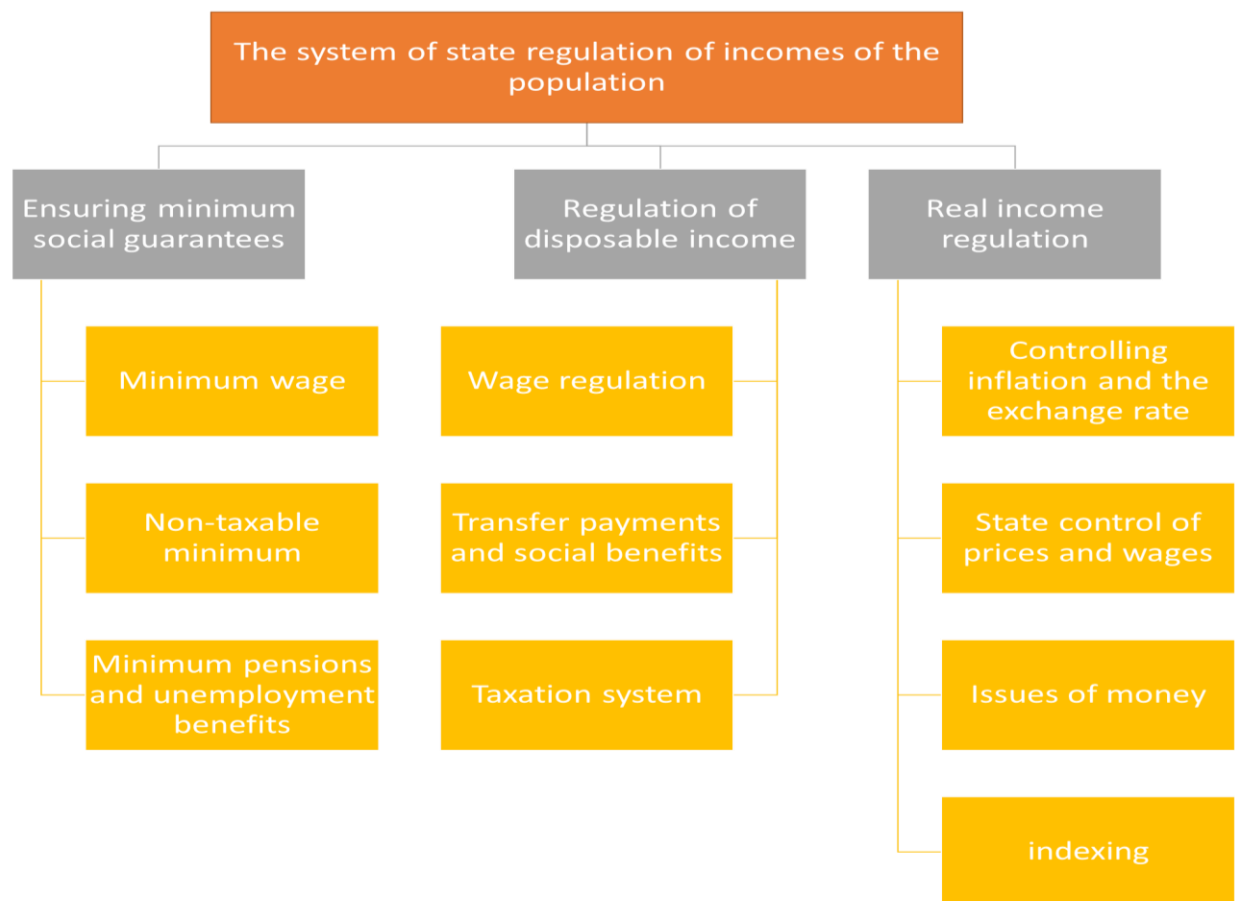 The system of state regulation of incomes of the
population
Ensuring minimum
social guarantees
Minimum wage
Non-taxable
minimum
Minimum pensions
and unemployment
benefits
Regulation of
disposable income
Wage regulation
Transfer payments
and social benefits
Taxation system
Real income
regulation
Controlling
inflation and the
exchange rate
State control of
prices and wages
Issues of money
indexing